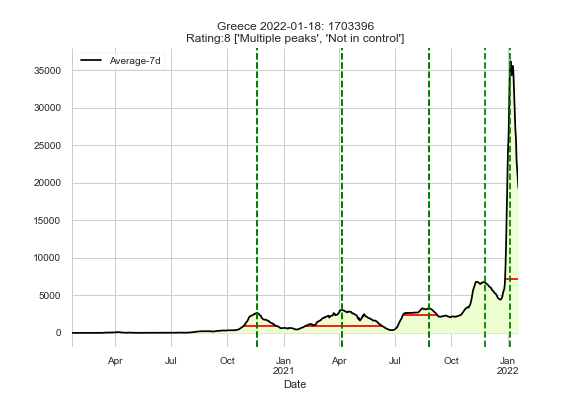 Greece 2022-01-18: 1703396
Rating:8 ['Multiple peaks', 'Not in control']
Average-7d
35000
30000
25000
20000
15000
10000
5000
0
Apr
Jul
Oct
Jan
2021
Apr
Jul
Oct
Jan
2022
Date